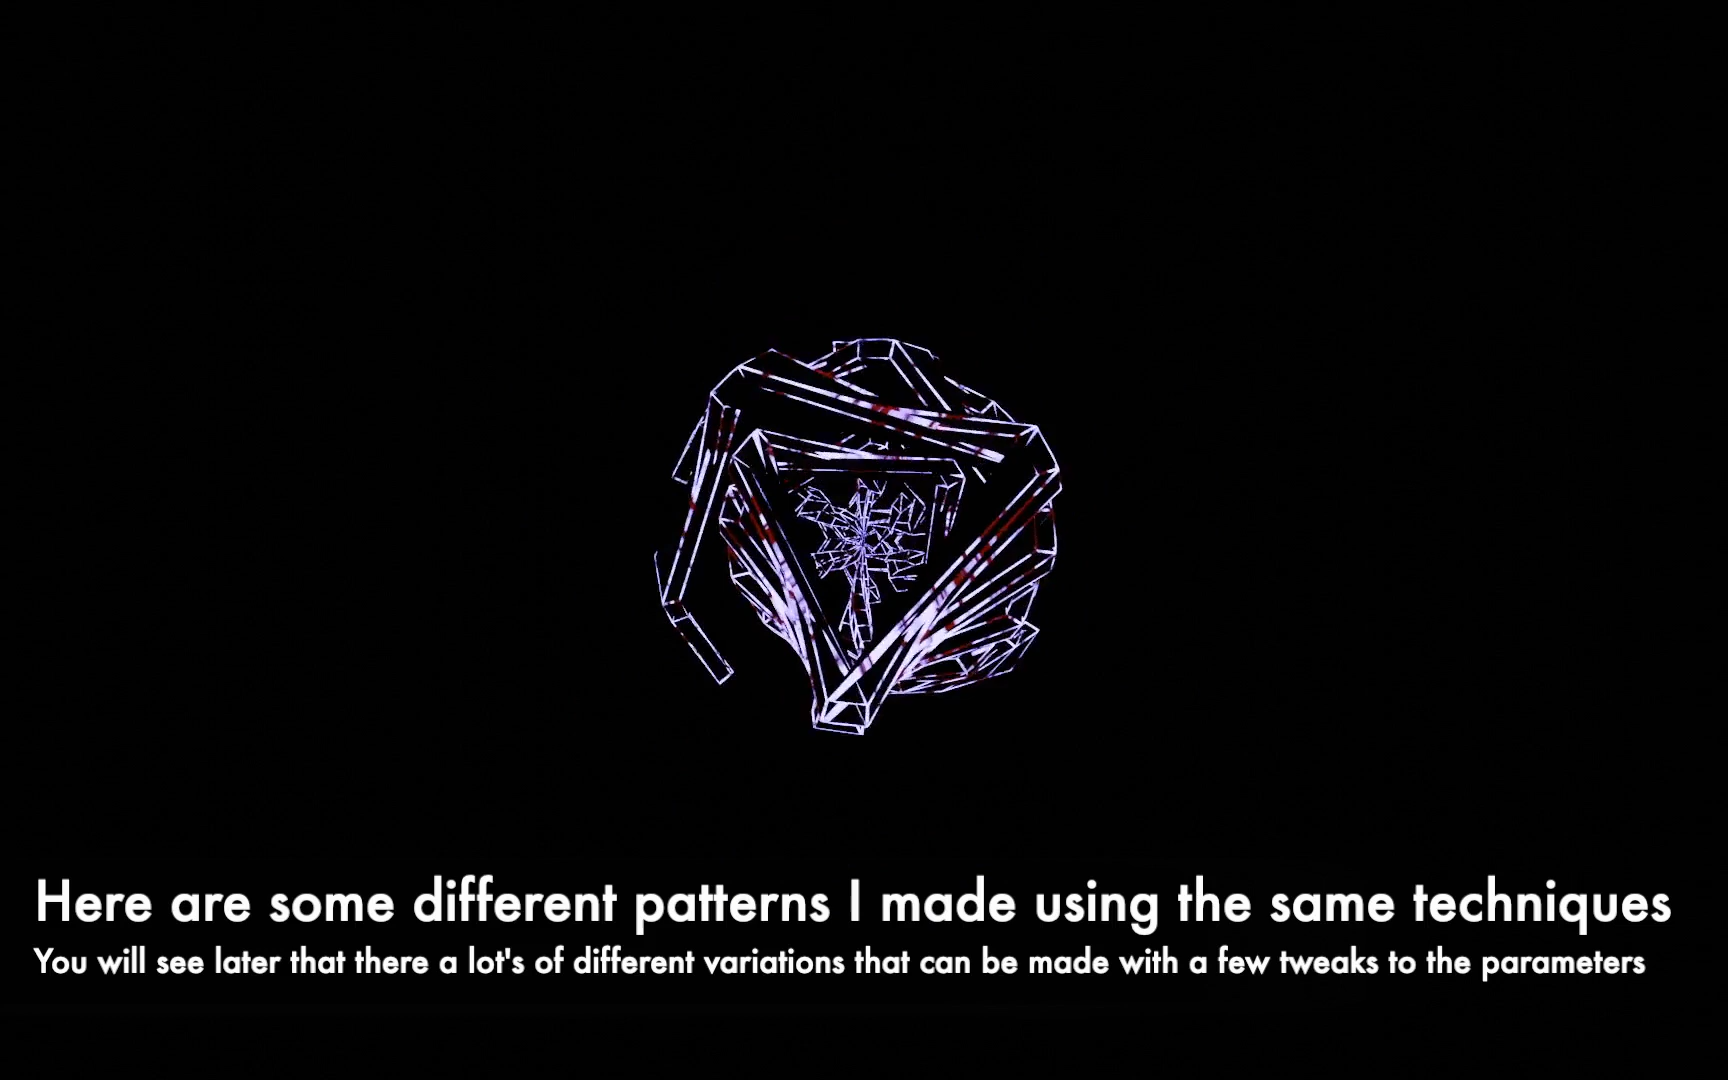 Here are some different patterns I made using the same techniques
You will see later that there a lot's of different variations that can be made with a few tweaks to the parameters